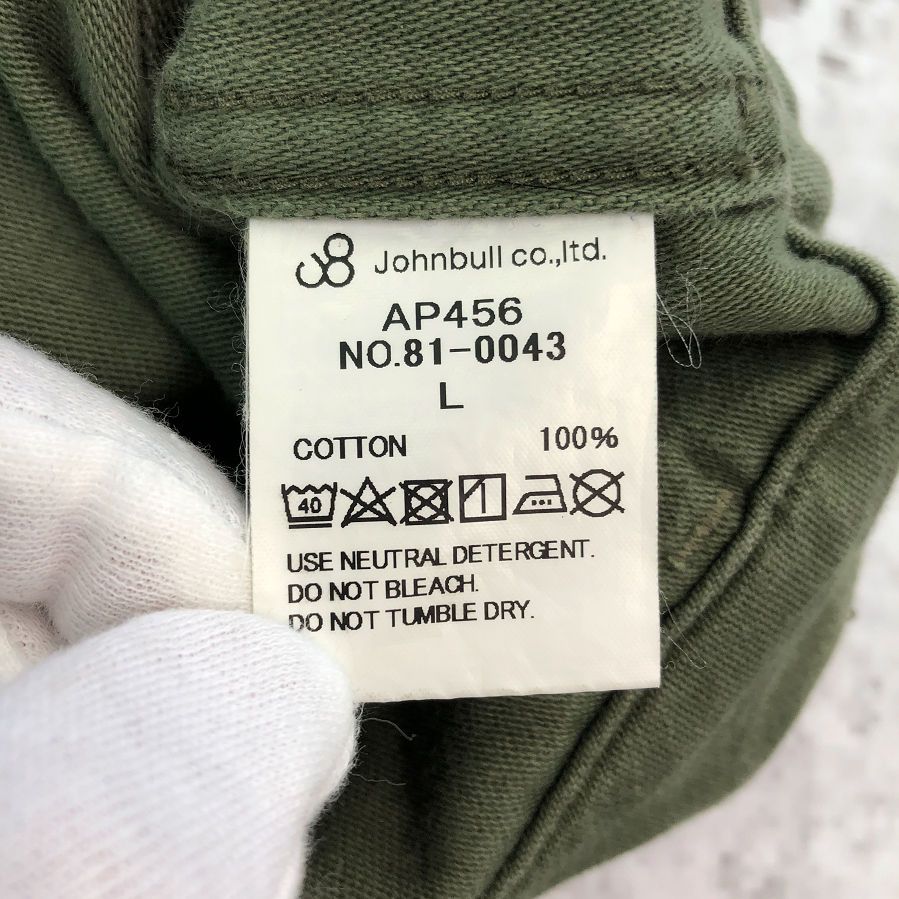 Johnbull co.,ltd.
AP456
NO.81-0043
L
COTTON 100%
40
USE NEUTRAL DETERGENT.
DO NOT BLEACH.
DO NOT TUMBLE DRY.